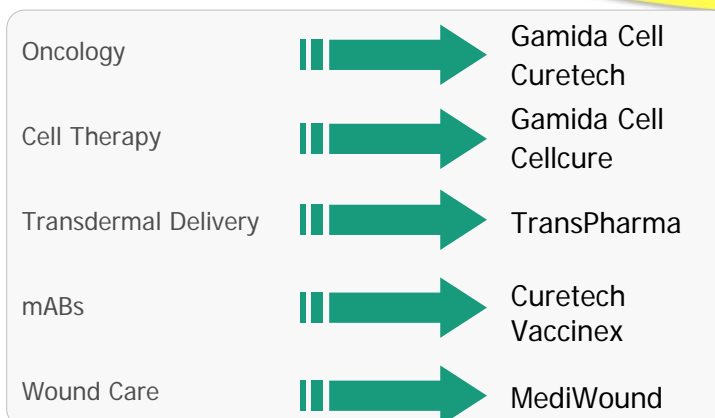 Oncology
Gamida Cell
Curetech
Cell Therapy
Gamida Cell
Cellcure
Transdermal Delivery
TransPharma
mABs
Curetech
Vaccinex
Wound Care
MediWound